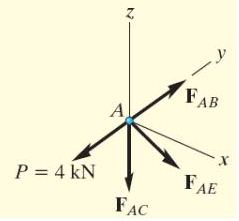 z
y
A
F_AB
x
P = 4 kN
F_AE
F_AC